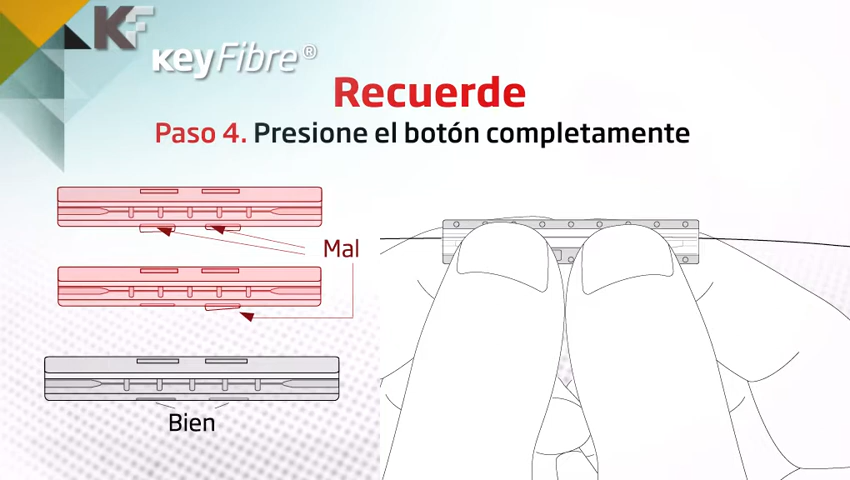 KF
KeyFibre®
Recuerde
Paso 4. Presione el botón completamente
Mal
Bien